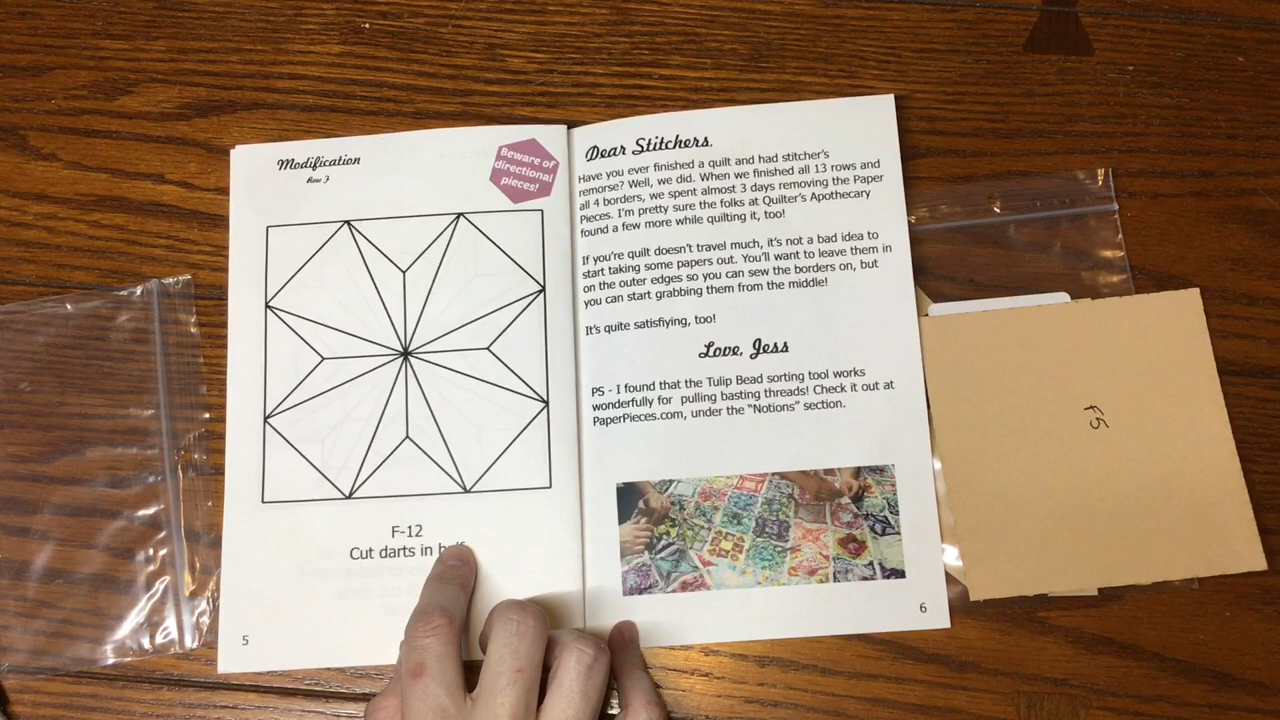 Modification
Row 7
Beware of
directional
pieces!
F-12
Cut darts in
5
Dear Stitchers,
Have you ever finished a quilt and had stitcher's
remorse? Well, we did. When we finished all 13 rows and
all 4 borders, we spent almost 3 days removing the Paper
Pieces. I'm pretty sure the folks at Quilter's Apothecary
found a few more while quilting it, too!
If you're quilt doesn't travel much, it's not a bad idea to
start taking some papers out. You'll want to leave them in
on the outer edges so you can sew the borders on, but
you can start grabbing them from the middle!
It's quite satisfiying, too!
Love, Jess
PS - I found that the Tulip Bead sorting tool works
wonderfully for pulling basting threads! Check it out at
PaperPieces.com, under the "Notions" section.
6
F5